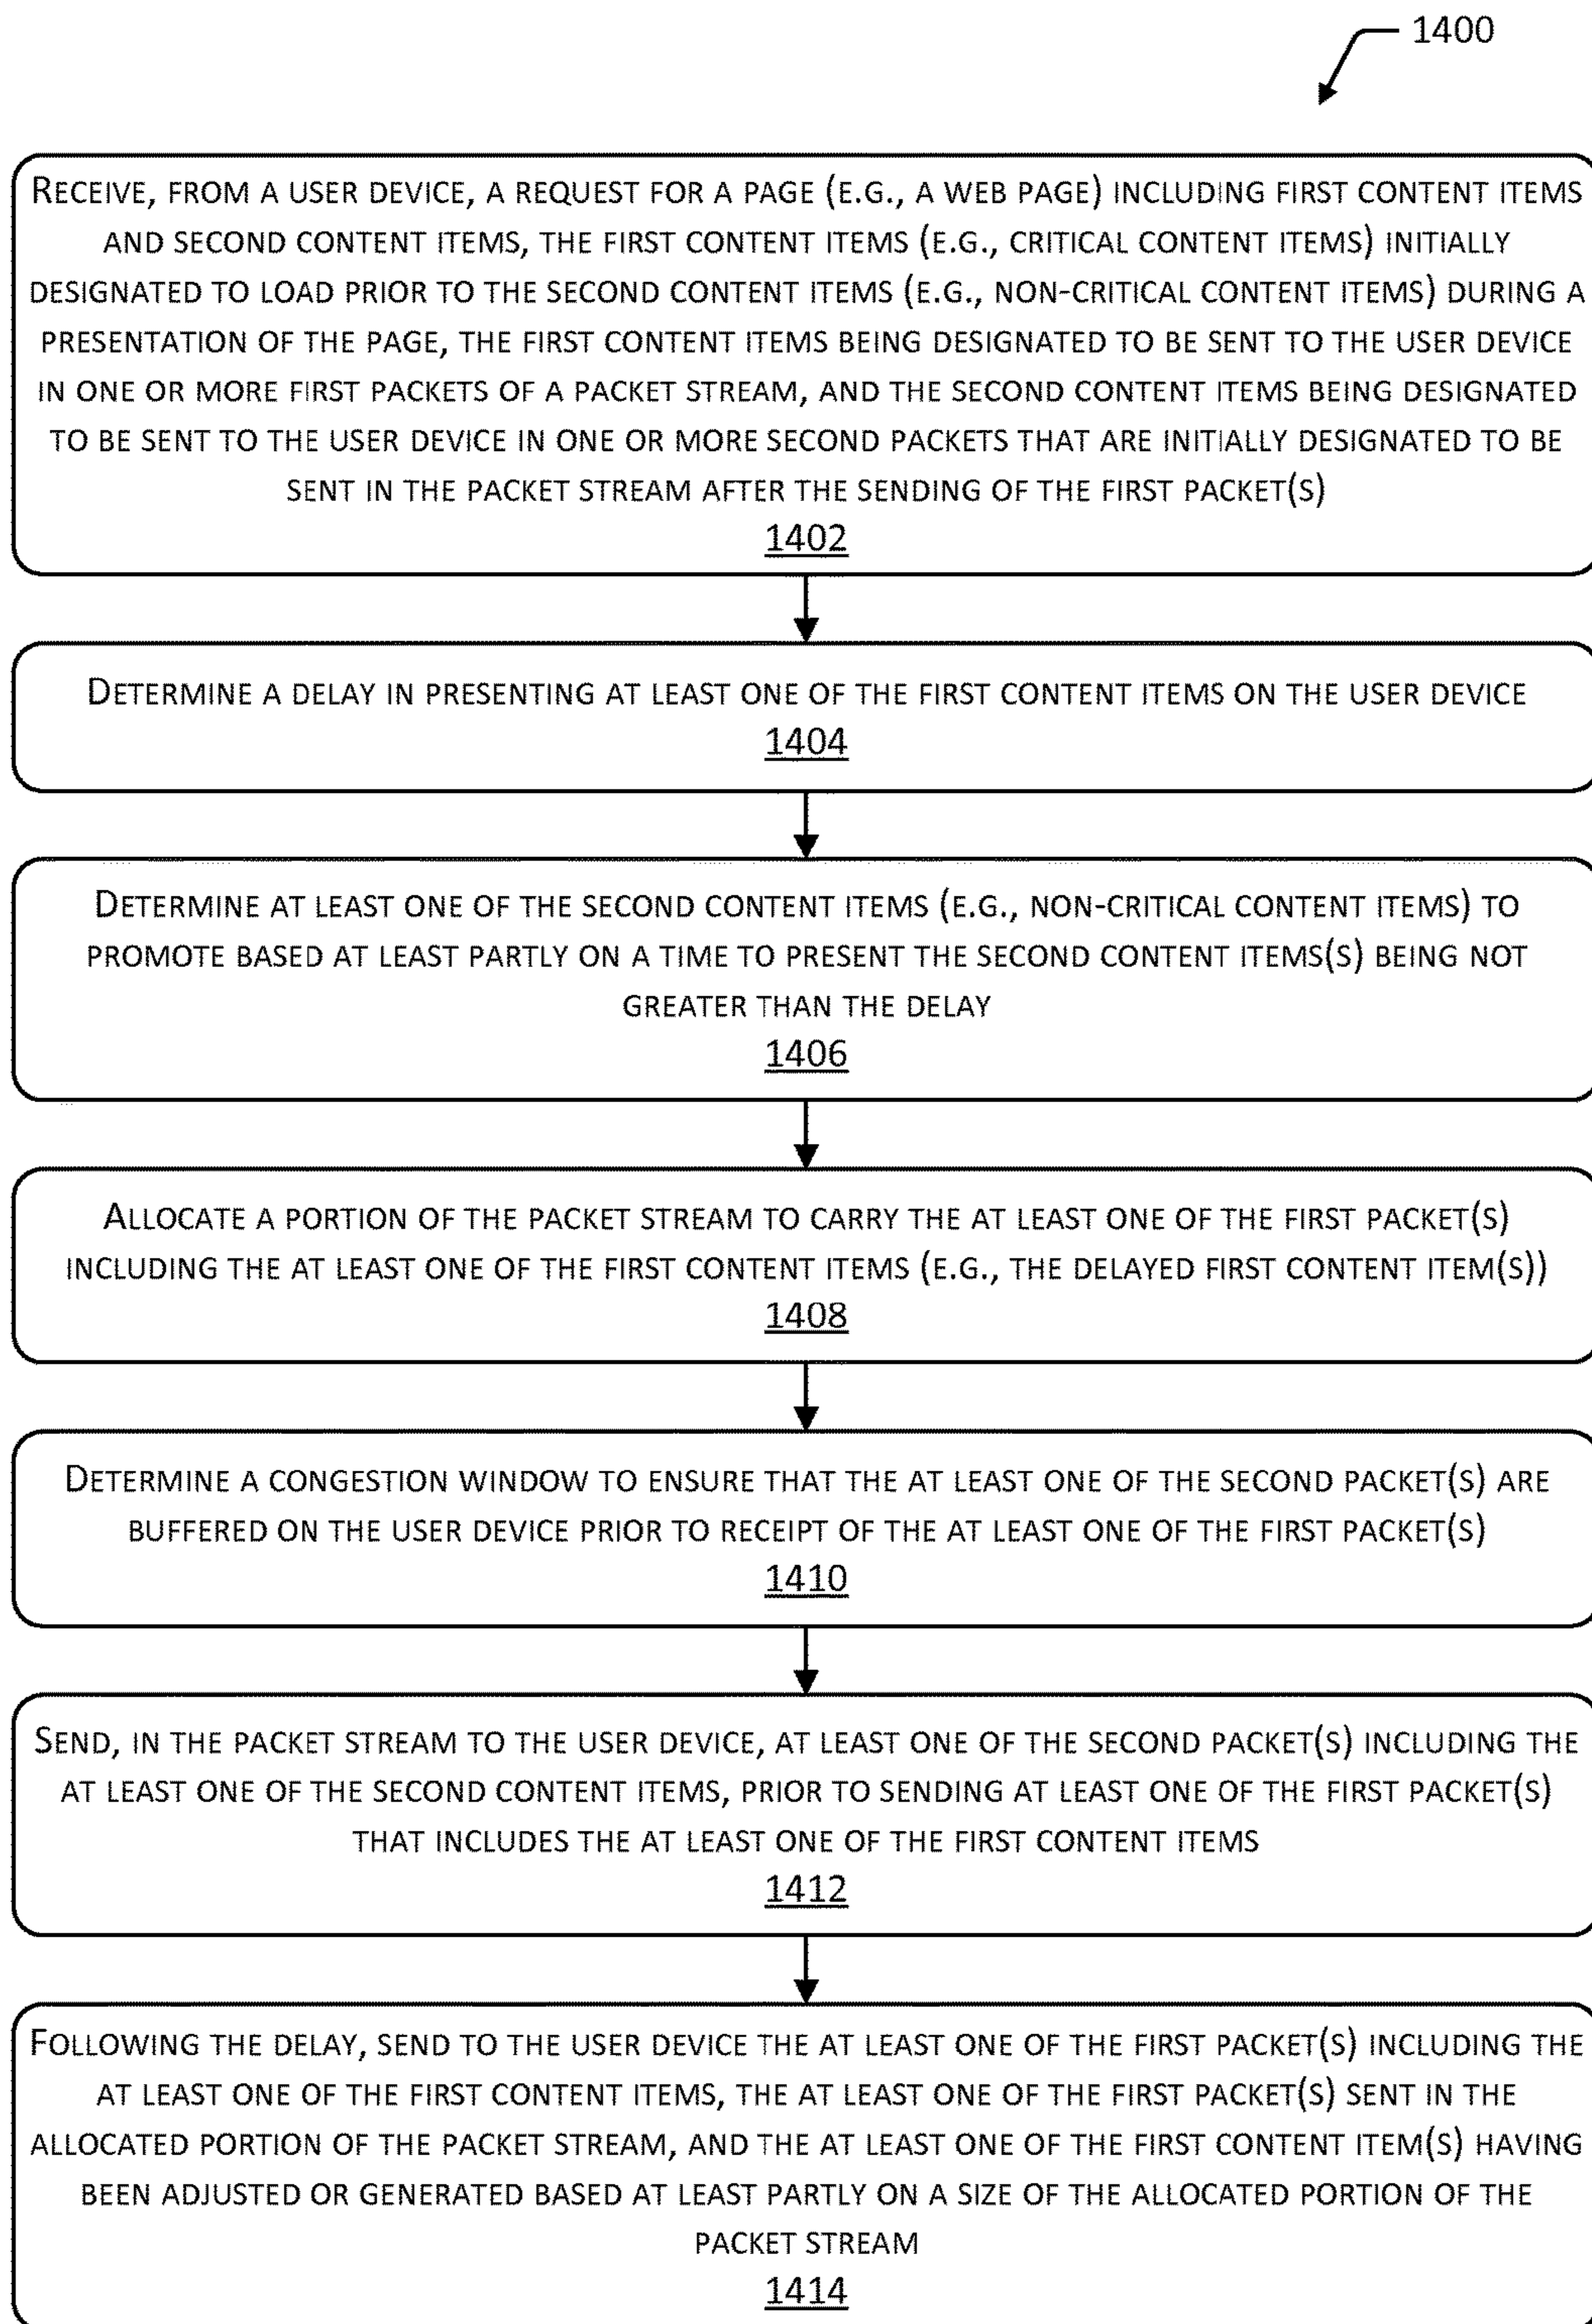 1400
RECEIVE, FROM A USER DEVICE, A REQUEST FOR A PAGE (E.G., A WEB PAGE) INCLUDING FIRST CONTENT ITEMS
AND SECOND CONTENT ITEMS, THE FIRST CONTENT ITEMS (E.G., CRITICAL CONTENT ITEMS) INITIALLY
DESIGNATED TO LOAD PRIOR TO THE SECOND CONTENT ITEMS (E.G., NON-CRITICAL CONTENT ITEMS) DURING A
PRESENTATION OF THE PAGE, THE FIRST CONTENT ITEMS BEING DESIGNATED TO BE SENT TO THE USER DEVICE
IN ONE OR MORE FIRST PACKETS OF A PACKET STREAM, AND THE SECOND CONTENT ITEMS BEING DESIGNATED
TO BE SENT TO THE USER DEVICE IN ONE OR MORE SECOND PACKETS THAT ARE INITIALLY DESIGNATED TO BE
SENT IN THE PACKET STREAM AFTER THE SENDING OF THE FIRST PACKET(S)
1402
DETERMINE A DELAY IN PRESENTING AT LEAST ONE OF THE FIRST CONTENT ITEMS ON THE USER DEVICE
1404
DETERMINE AT LEAST ONE OF THE SECOND CONTENT ITEMS (E.G., NON-CRITICAL CONTENT ITEMS) TO
PROMOTE BASED AT LEAST PARTLY ON A TIME TO PRESENT THE SECOND CONTENT ITEMS(S) BEING NOT
GREATER THAN THE DELAY
1406
ALLOCATE A PORTION OF THE PACKET STREAM TO CARRY THE AT LEAST ONE OF THE FIRST PACKET(S)
INCLUDING THE AT LEAST ONE OF THE FIRST CONTENT ITEMS (E.G., THE DELAYED FIRST CONTENT ITEM(S))
1408
DETERMINE A CONGESTION WINDOW TO ENSURE THAT THE AT LEAST ONE OF THE SECOND PACKET(S) ARE
BUFFERED ON THE USER DEVICE PRIOR TO RECEIPT OF THE AT LEAST ONE OF THE FIRST PACKET(S)
1410
SEND, IN THE PACKET STREAM TO THE USER DEVICE, AT LEAST ONE OF THE SECOND PACKET(S) INCLUDING THE
AT LEAST ONE OF THE SECOND CONTENT ITEMS, PRIOR TO SENDING AT LEAST ONE OF THE FIRST PACKET(S)
THAT INCLUDES THE AT LEAST ONE OF THE FIRST CONTENT ITEMS
1412
FOLLOWING THE DELAY, SEND TO THE USER DEVICE THE AT LEAST ONE OF THE FIRST PACKET(S) INCLUDING THE
AT LEAST ONE OF THE FIRST CONTENT ITEMS, THE AT LEAST ONE OF THE FIRST PACKET(S) SENT IN THE
ALLOCATED PORTION OF THE PACKET STREAM, AND THE AT LEAST ONE OF THE FIRST CONTENT ITEM(S) HAVING
BEEN ADJUSTED OR GENERATED BASED AT LEAST PARTLY ON A SIZE OF THE ALLOCATED PORTION OF THE
PACKET STREAM
1414